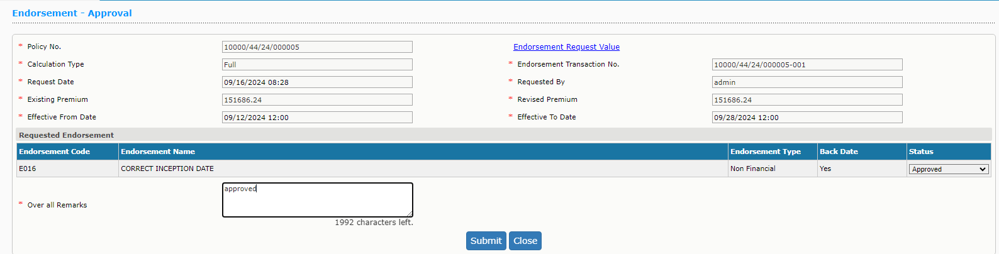 Endorsement - Approval
* Policy No. 10000/44/24/000005 Endorsement Request Value
* Calculation Type Full * Endorsement Transaction No. 10000/44/24/000005-001
* Request Date 09/16/2024 08:28 * Requested By admin
* Existing Premium 151686.24 * Revised Premium 151686.24
* Effective From Date 09/12/2024 12:00 * Effective To Date 09/28/2024 12:00
Requested Endorsement
Endorsement Code Endorsement Name Endorsement Type Back Date Status
E016 CORRECT INCEPTION DATE Non Financial Yes Approved
approved
* Over all Remarks
1992 characters left.
Submit Close